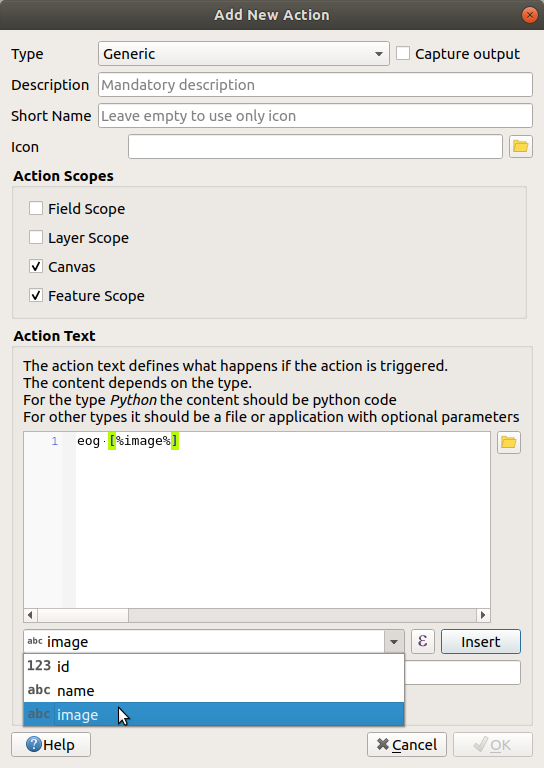 Add New Action
Type Generic Capture output
Description Mandatory description
Short Name Leave empty to use only icon
Icon
Action Scopes
Field Scope
Layer Scope
Canvas
Feature Scope
Action Text
The action text defines what happens if the action is triggered.
The content depends on the type.
For the type Python the content should be python code
For other types it should be a file or application with optional parameters
1 eog [%image%]
abc image ε Insert
123 id
abc name
abc image
Help Cancel OK